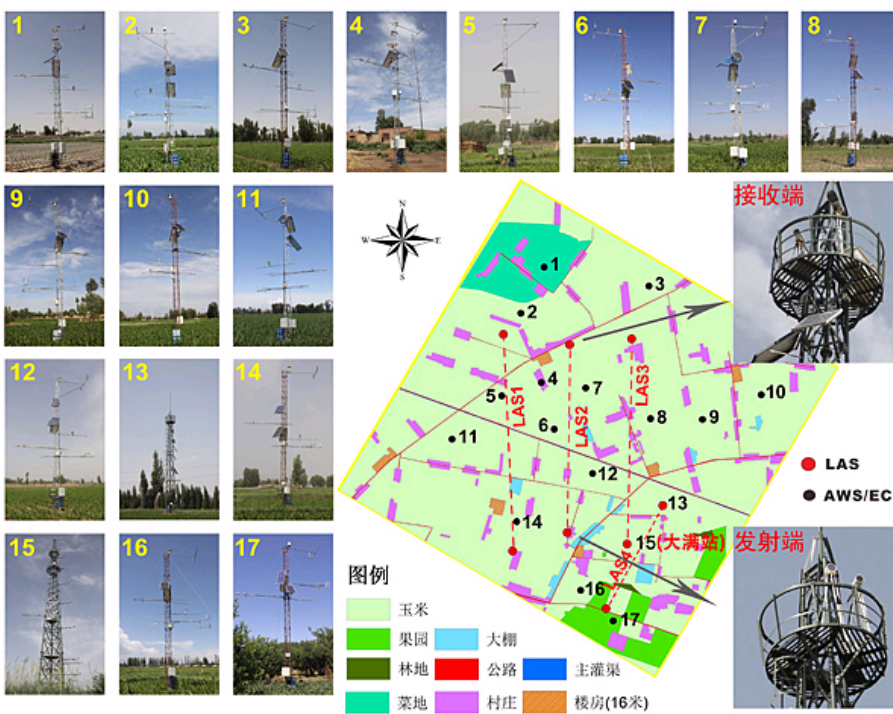 1 2 3 4 5 6 7 8
9 10 11
12 13 14
15 16 17
N
W E
S
接收端
1
3
2
4 7
5
10
6
8 9
11
12
13
14
15(大满站)
16
17
LAS1
LAS2
LAS3
LAS4
LAS
AWS/EC
发射端
图例
玉米
果园 大棚
林地 公路 主灌渠
菜地 村庄 楼房(16米)